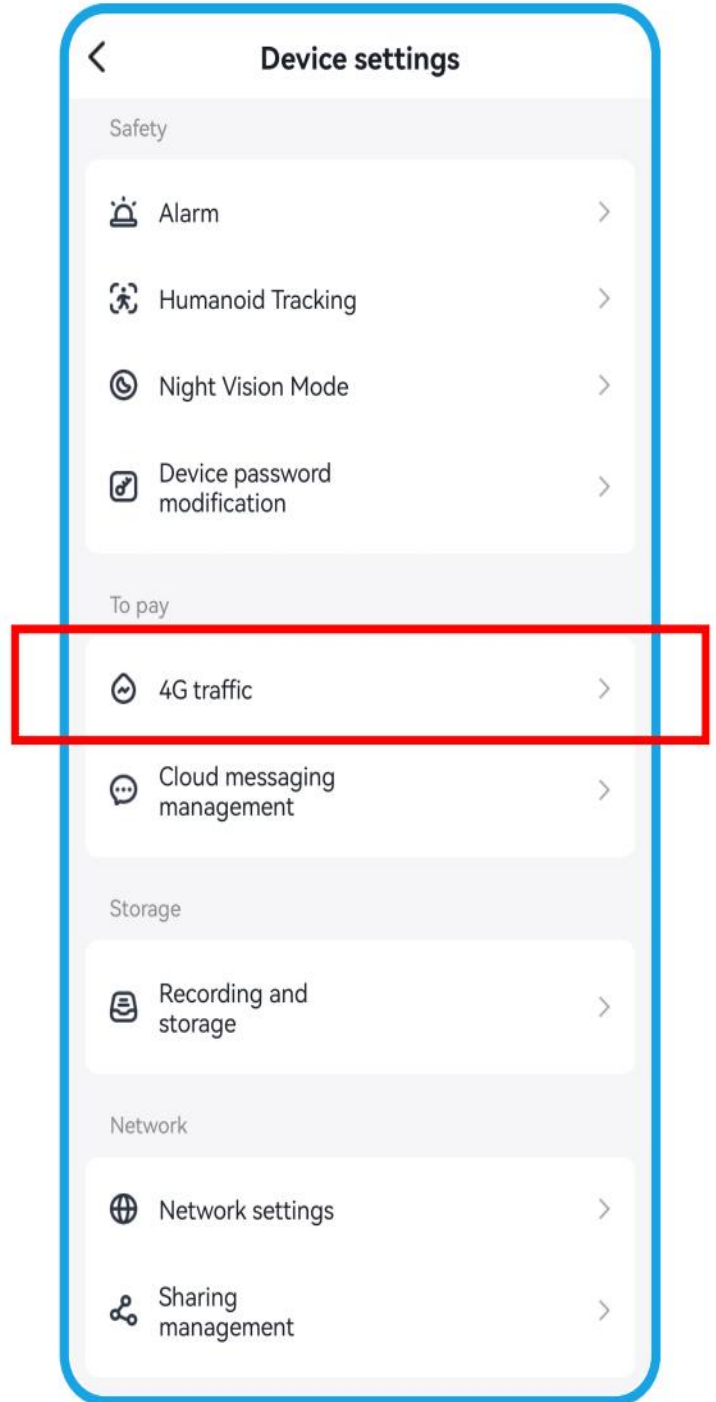 Device settings
Safety
Alarm
Humanoid Tracking
Night Vision Mode
Device password
modification
To pay
4G traffic
Cloud messaging
management
Storage
Recording and
storage
Network
Network settings
Sharing
management